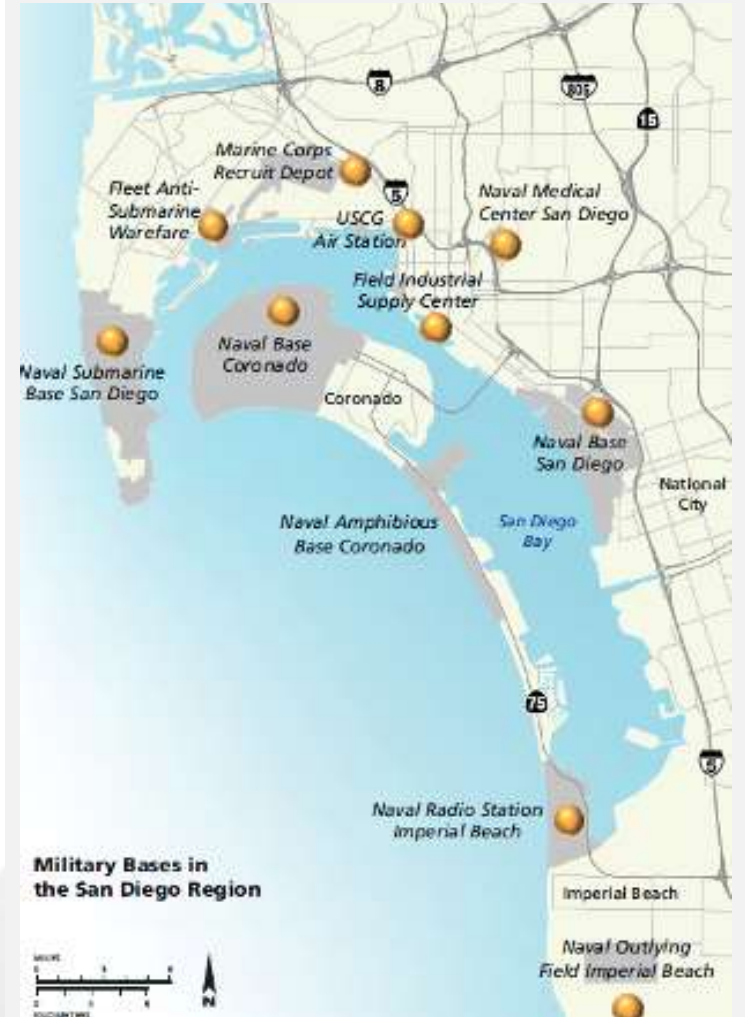 8
805
15
Marine Corps
Recruit Depot
5
Fleet Anti-
Submarine
Warefare
USCG
Air Station
Naval Medical
Center San Diego
Field Industrial
Supply Center
Naval Base
Coronado
Naval Submarine
Base San Diego
Coronado
Naval Base
San Diego
National
City
Naval Amphibious
Base Coronado
San Diego
Bay
75
5
Naval Radio Station
Imperial Beach
Military Bases in
the San Diego Region
Imperial Beach
Naval Outlying
Field Imperial Beach
N